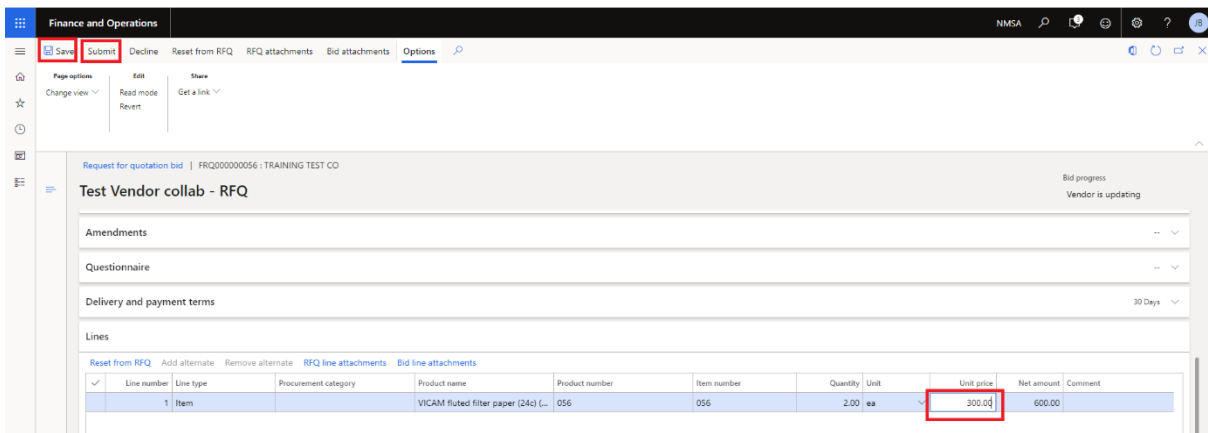 Finance and Operations NMSA ? JB
Save Submit Decline Reset from RFQ RFQ attachments Bid attachments Options
Page options Edit Share
Change view Read mode Get a link
Revert
Request for quotation bid | FRQ000000056 : TRAINING TEST CO
Bid progress
Test Vendor collab - RFQ
Vendor is updating
Amendments --
Questionnaire --
Delivery and payment terms 30 Days
Lines
Reset from RFQ Add alternate Remove alternate RFQ line attachments Bid line attachments
Line number Line type Procurement category Product name Product number Item number Quantity Unit Unit price Net amount Comment
1 Item VICAM fluted filter paper (24c) (... 056 056 2.00 ea 300.00 600.00